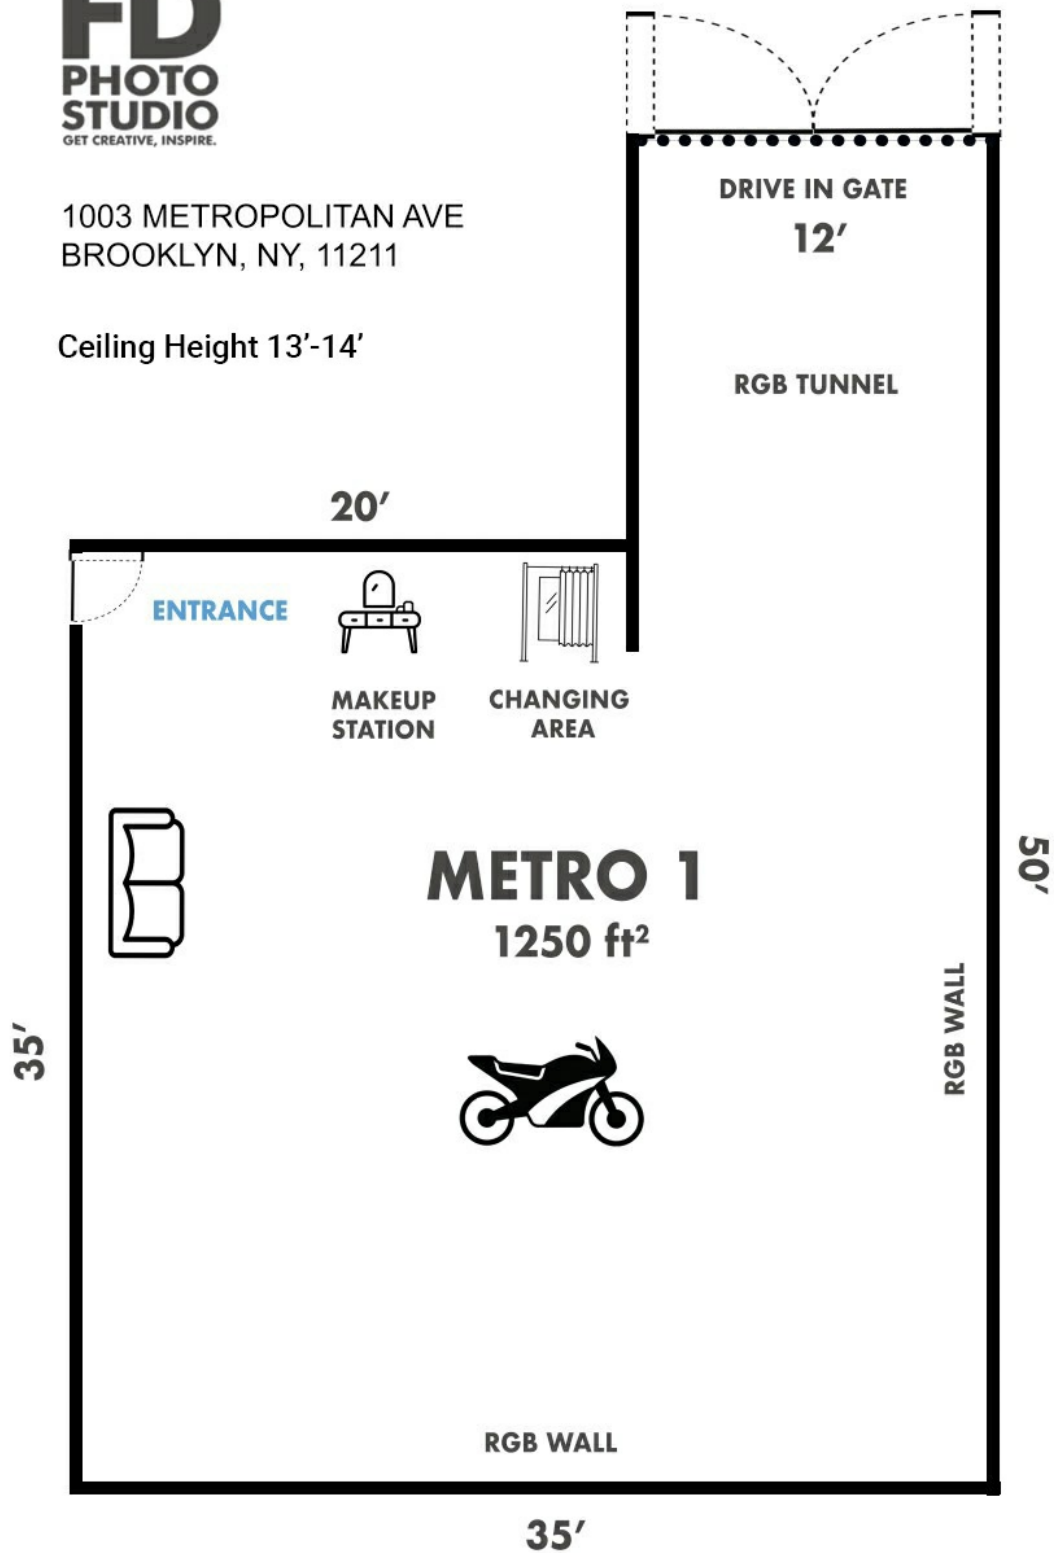 FD
PHOTO
STUDIO
GET CREATIVE, INSPIRE.
1003 METROPOLITAN AVE
BROOKLYN, NY, 11211
Ceiling Height 13’-14’
DRIVE IN GATE
12’
RGB TUNNEL
20’
ENTRANCE
MAKEUP
STATION
CHANGING
AREA
METRO 1
1250 ft²
50’
35’
RGB WALL
RGB WALL
35’